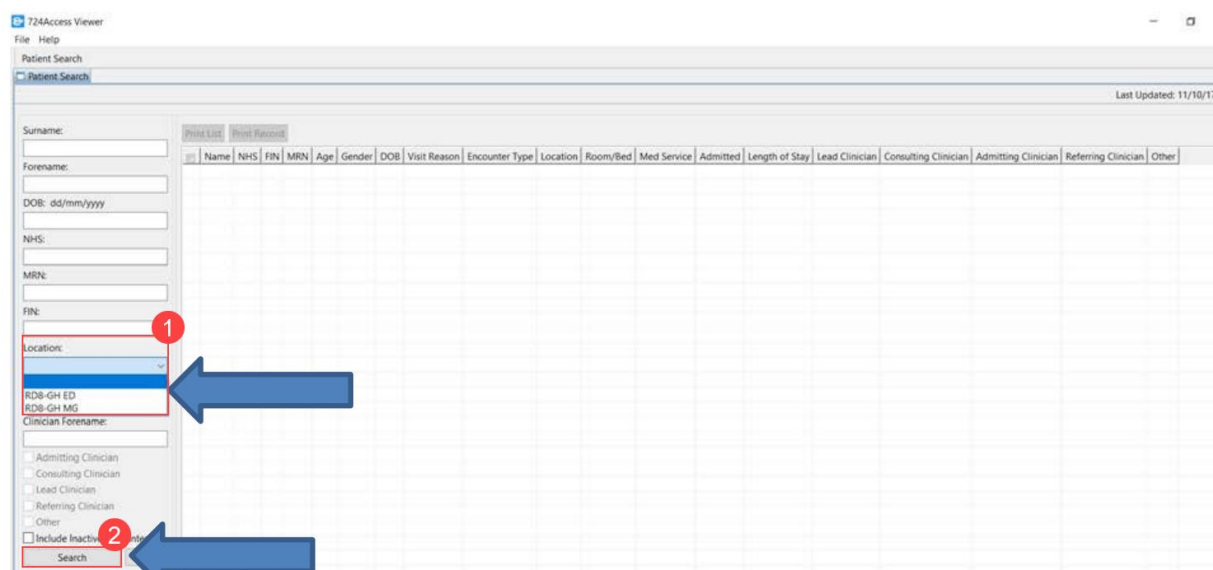 724Access Viewer
File Help
Patient Search
Patient Search
Last Updated: 11/10/17
Surname:
Print List Print Record
Name NHS FIN MRN Age Gender DOB Visit Reason Encounter Type Location Room/Bed Med Service Admitted Length of Stay Lead Clinician Consulting Clinician Admitting Clinician Referring Clinician Other
Forename:
DOB: dd/mm/yyyy
NHS:
MRN:
FIN:
1
Location:
RD8-GH ED
RD8-GH MG
Clinician Forename:
Admitting Clinician
Consulting Clinician
Lead Clinician
Referring Clinician
Other
2
Include
Search